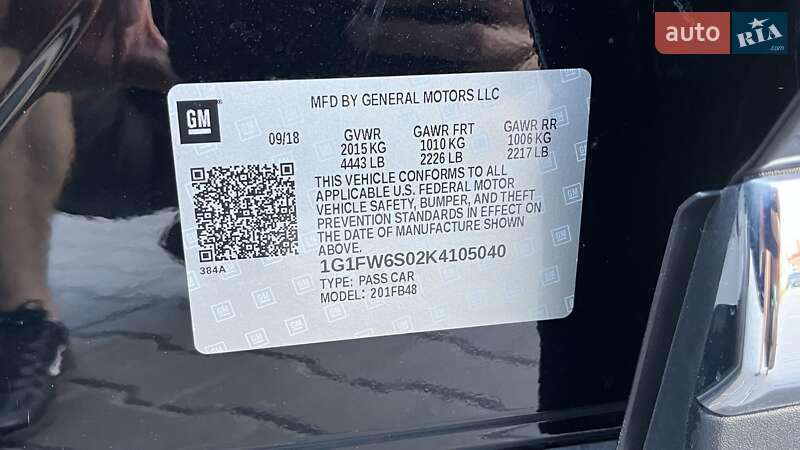 auto RIA
.com
MFD BY GENERAL MOTORS LLC
GM ®
09/18 GVWR GAWR FRT GAWR RR
2015 KG 1010 KG 1006 KG
4443 LB 2226 LB 2217 LB
THIS VEHICLE CONFORMS TO ALL
APPLICABLE U.S. FEDERAL MOTOR
VEHICLE SAFETY, BUMPER, AND THEFT
PREVENTION STANDARDS IN EFFECT ON
THE DATE OF MANUFACTURE SHOWN
ABOVE.
384A
1G1FW6S02K4105040
TYPE: PASS CAR
MODEL: 201FB48